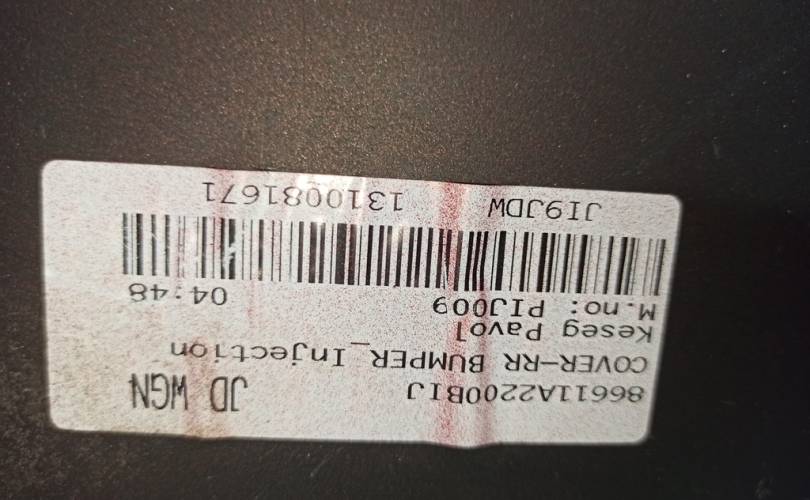 86611A2200BIJ JD WGN
COVER-RR BUMPER_Injection
Keseg Pavol
M.no: PIJ009 04:48
JI9JDW 1310081671